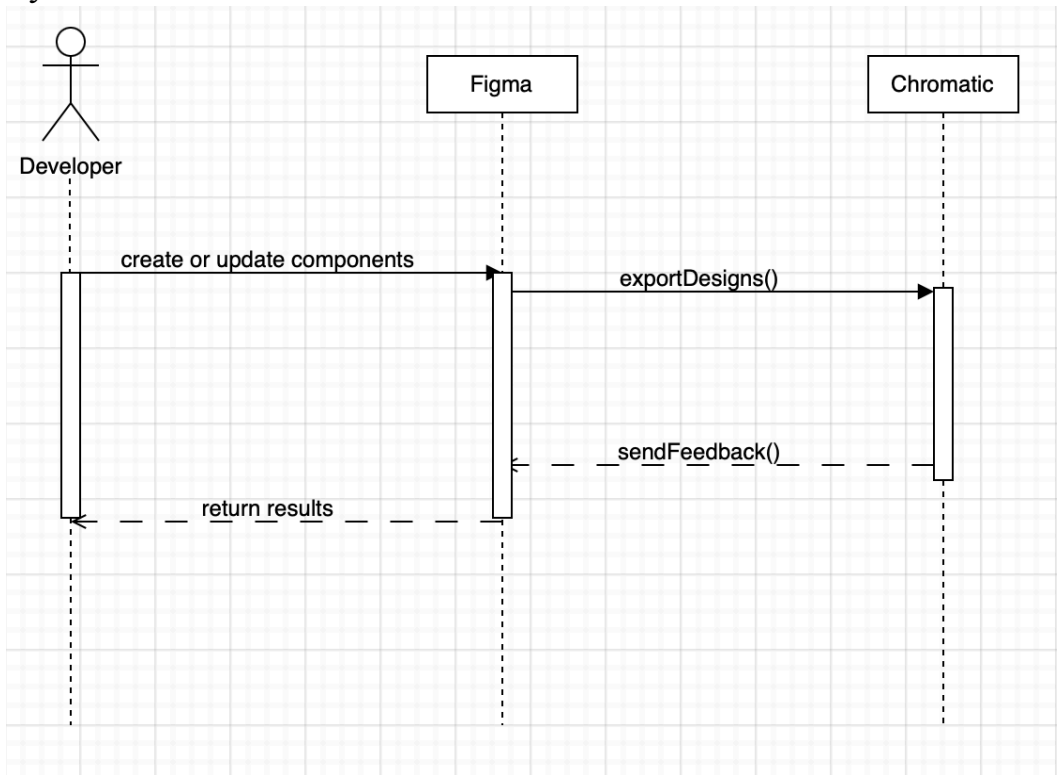 Figma
Chromatic
Developer
create or update components
exportDesigns()
sendFeedback()
return results